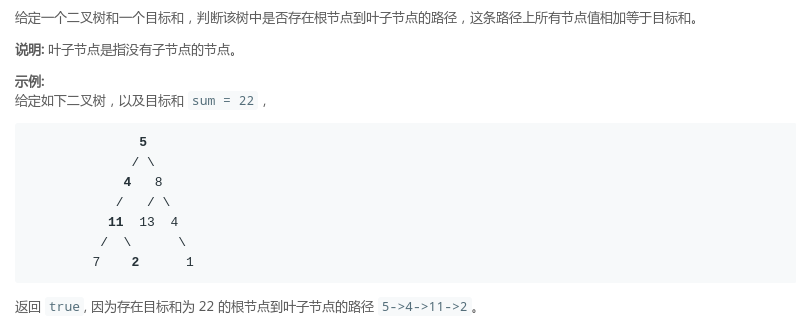 给定一个二叉树和一个目标和，判断该树中是否存在根节点到叶子节点的路径，这条路径上所有节点值相加等于目标和。
说明: 叶子节点是指没有子节点的节点。
示例:
给定如下二叉树，以及目标和 sum = 22 ，
5
/ \
4 8
/ / \
11 13 4
/ \ \
7 2 1
返回 true, 因为存在目标和为 22 的根节点到叶子节点的路径 5->4->11->2 。